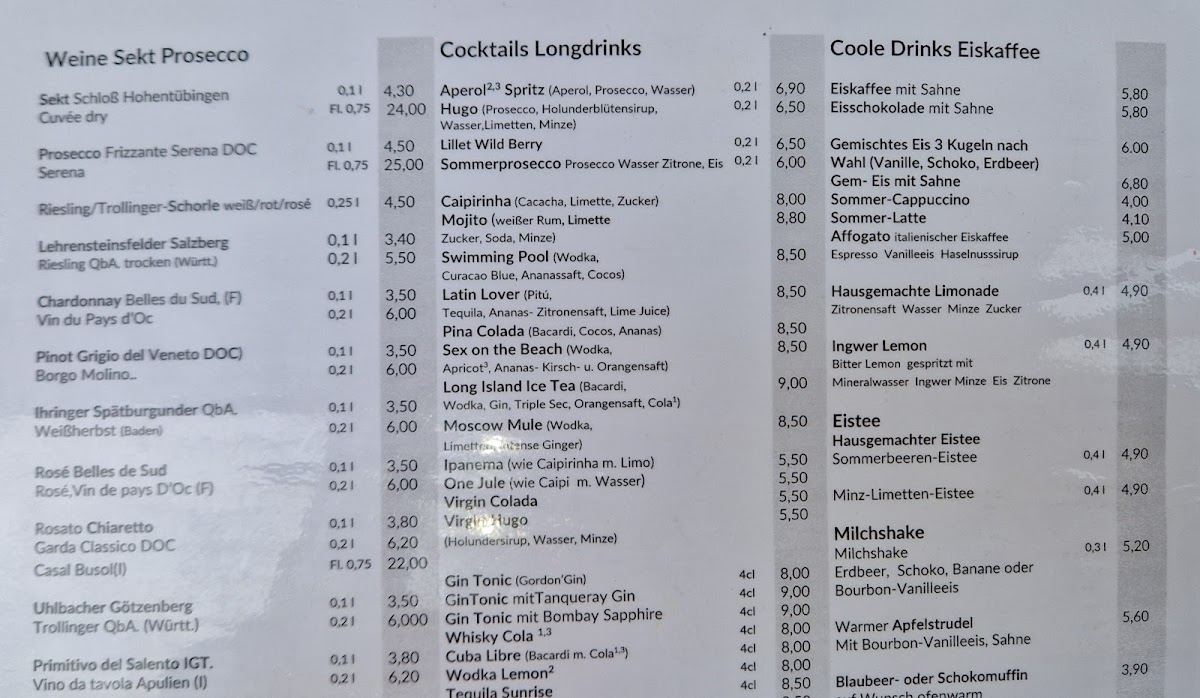 Weine Sekt Prosecco
Sekt Schloß Hohentübingen 0,1 l 4,30
Cuvée dry Fl. 0,75 24,00
Prosecco Frizzante Serena DOC 0,1 l 4,50
Serena Fl. 0,75 25,00
Riesling/Trollinger-Schorle weiß/rot/rosé 0,25 l 4,50
Lehrensteinsfelder Salzberg 0,1 l 3,40
Riesling QbA. trocken (Württ.) 0,2 l 5,50
Chardonnay Belles du Sud, (F) 0,1 l 3,50
Vin du Pays d'Oc 0,2 l 6,00
Pinot Grigio del Veneto DOC) 0,1 l 3,50
Borgo Molino.. 0,2 l 6,00
Ihringer Spätburgunder QbA. 0,1 l 3,50
Weißherbst (Baden) 0,2 l 6,00
Rosé Belles de Sud 0,1 l 3,50
Rosé,Vin de pays D'Oc (F) 0,2 l 6,00
Rosato Chiaretto 0,1 l 3,80
Garda Classico DOC 0,2 l 6,20
Casal Busol(I) Fl. 0,75 22,00
Uhlbacher Götzenberg 0,1 l 3,50
Trollinger QbA. (Württ.) 0,2 l 6,000
Primitivo del Salento IGT. 0,1 l 3,80
Vino da tavola Apulien (I) 0,2 l 6,20
Cocktails Longdrinks
Aperol2,3 Spritz (Aperol, Prosecco, Wasser) 0,2 l 6,90
Hugo (Prosecco, Holunderblütensirup, 0,2 l 6,50
Wasser,Limetten, Minze)
Lillet Wild Berry 0,2 l 6,50
Sommerprosecco Prosecco Wasser Zitrone, Eis 0,2 l 6,00
Caipirinha (Cacacha, Limette, Zucker) 8,00
Mojito (weißer Rum, Limette 8,80
Zucker, Soda, Minze)
Swimming Pool (Wodka, 8,50
Curacao Blue, Ananassaft, Cocos)
Latin Lover (Pitú, 8,50
Tequila, Ananas- Zitronensaft, Lime Juice)
Pina Colada (Bacardi, Cocos, Ananas) 8,50
Sex on the Beach (Wodka, 8,50
Apricot3, Ananas- Kirsch- u. Orangensaft)
Long Island Ice Tea (Bacardi, 9,00
Wodka, Gin, Triple Sec, Orangensaft, Cola1)
Moscow Mule (Wodka, 8,50
Limetten, Intense Ginger)
Ipanema (wie Caipirinha m. Limo) 5,50
One Jule (wie Caipi m. Wasser) 5,50
Virgin Colada 5,50
Virgin Hugo 5,50
(Holundersirup, Wasser, Minze)
Gin Tonic (Gordon'Gin) 4cl 8,00
GinTonic mitTanqueray Gin 4cl 9,00
Gin Tonic mit Bombay Sapphire 4cl 9,00
Whisky Cola 1,3 4cl 8,00
Cuba Libre (Bacardi m. Cola1,3) 4cl 8,00
Wodka Lemon2 4cl 8,00
Tequila Sunrise 4cl 8,50
Coole Drinks Eiskaffee
Eiskaffee mit Sahne 5,80
Eisschokolade mit Sahne 5,80
Gemischtes Eis 3 Kugeln nach 6.00
Wahl (Vanille, Schoko, Erdbeer)
Gem- Eis mit Sahne 6,80
Sommer-Cappuccino 4,00
Sommer-Latte 4,10
Affogato italienischer Eiskaffee 5,00
Espresso Vanilleeis Haselnusssirup
Hausgemachte Limonade 0,4 l 4,90
Zitronensaft Wasser Minze Zucker
Ingwer Lemon 0,4 l 4,90
Bitter Lemon gespritzt mit
Mineralwasser Ingwer Minze Eis Zitrone
Eistee
Hausgemachter Eistee
Sommerbeeren-Eistee 0,4 l 4,90
Minz-Limetten-Eistee 0,4 l 4,90
Milchshake
Milchshake 0,3 l 5,20
Erdbeer, Schoko, Banane oder
Bourbon-Vanilleeis
Warmer Apfelstrudel 5,60
Mit Bourbon-Vanilleeis, Sahne
Blaubeer- oder Schokomuffin 3,90
auf Wunsch ofenwarm